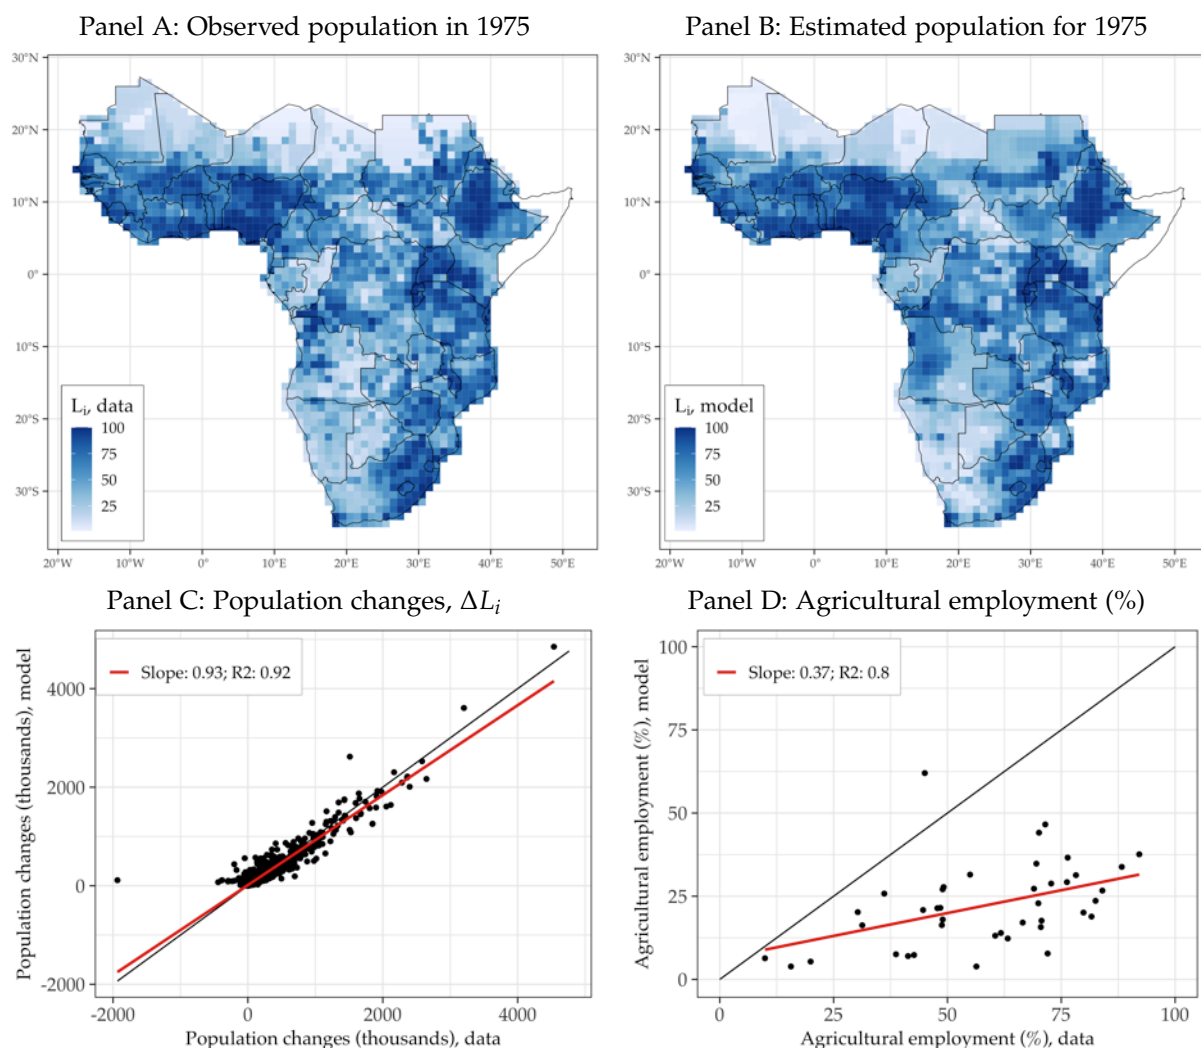 Panel A: Observed population in 1975
Panel B: Estimated population for 1975
30°N
20°N
10°N
0°
10°S
20°S
30°S
Li, data
100
75
50
25
20°W 10°W 0° 10°E 20°E 30°E 40°E 50°E
30°N
20°N
10°N
0°
10°S
20°S
30°S
Li, model
100
75
50
25
20°W 10°W 0° 10°E 20°E 30°E 40°E 50°E
Panel C: Population changes, ΔLi
Panel D: Agricultural employment (%)
Population changes (thousands), model
Slope: 0.93; R2: 0.92
4000
2000
0
-2000
-2000 0 2000 4000
Population changes (thousands), data
Agricultural employment (%), model
Slope: 0.37; R2: 0.8
100
75
50
25
0
0 25 50 75 100
Agricultural employment (%), data